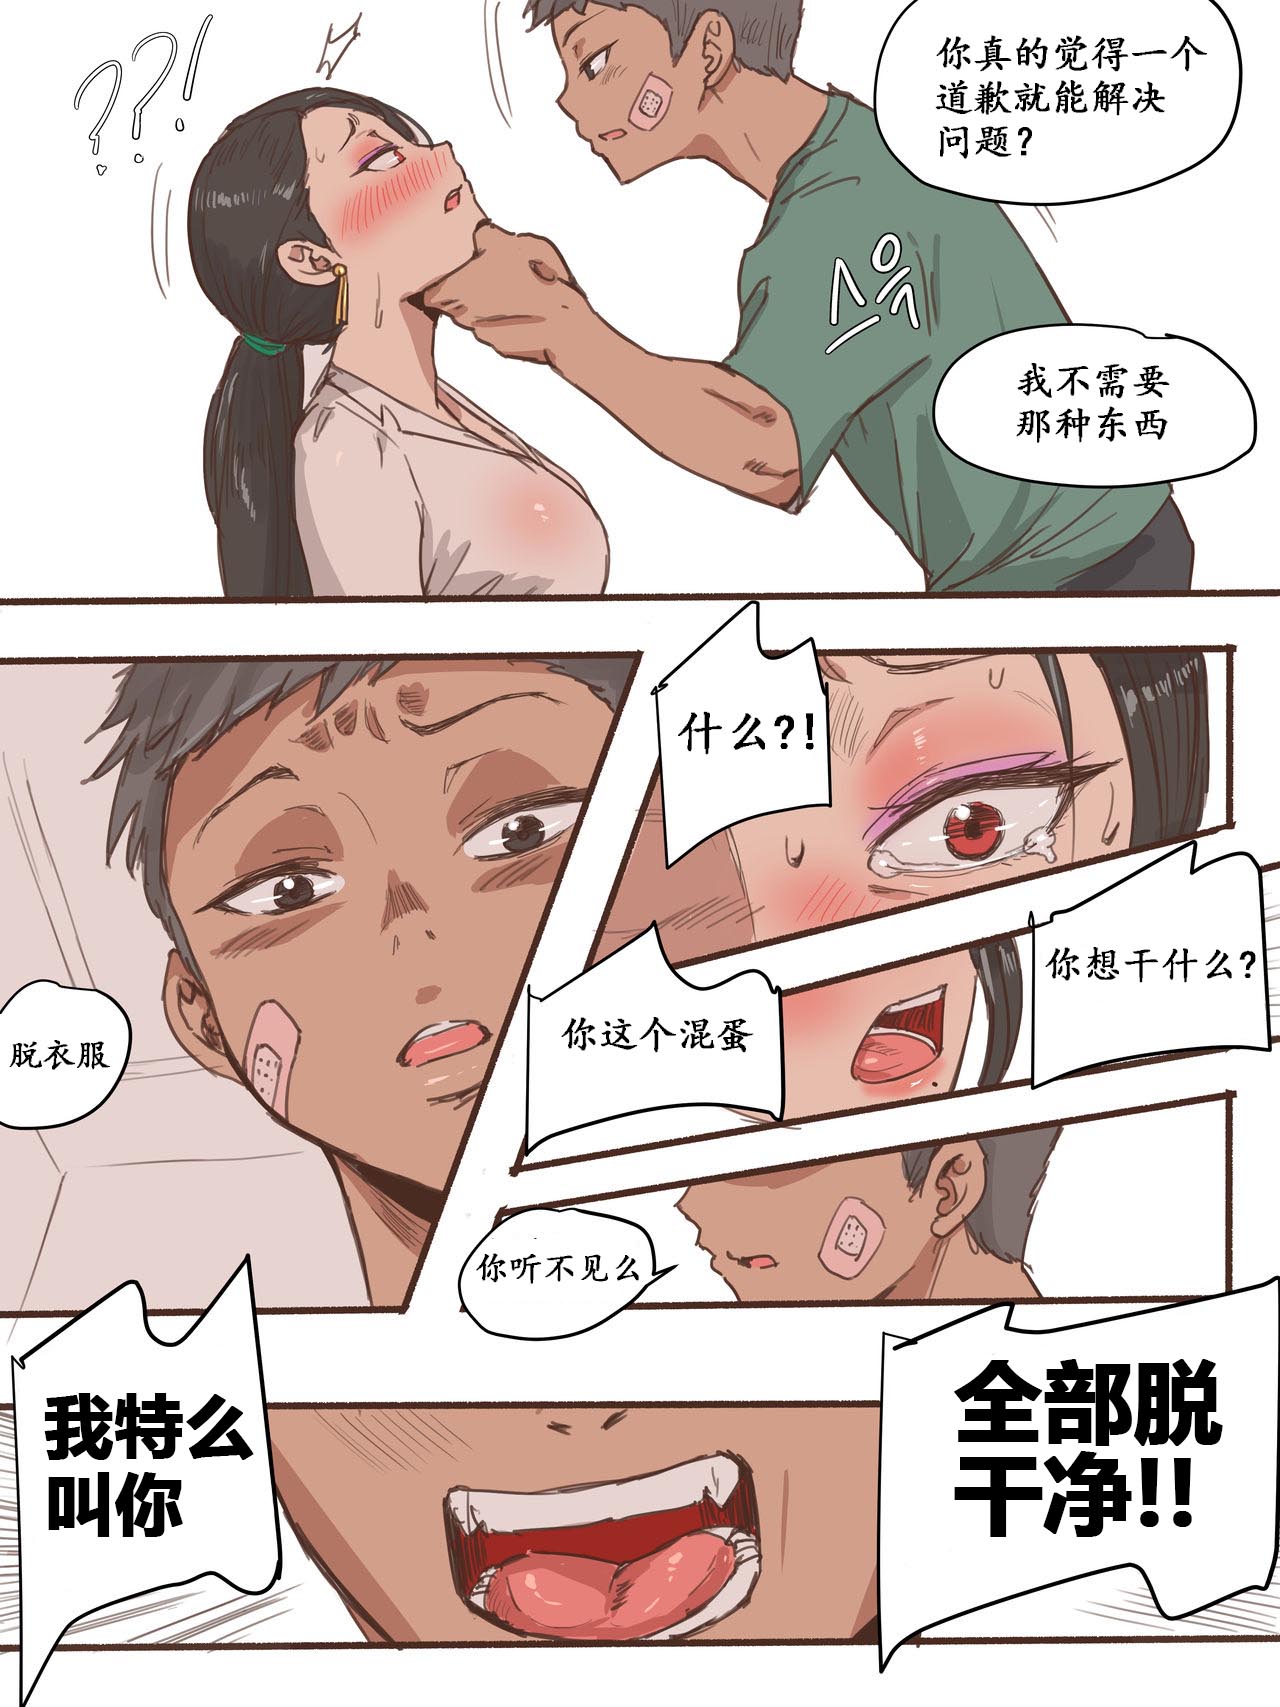 ??!
你真的觉得一个
道歉就能解决
问题?
스윽
我不需要
那种东西
什么?!
脱衣服
你这个混蛋
你想干什么?
你听不见么
我特么
叫你
全部脱
干净!!